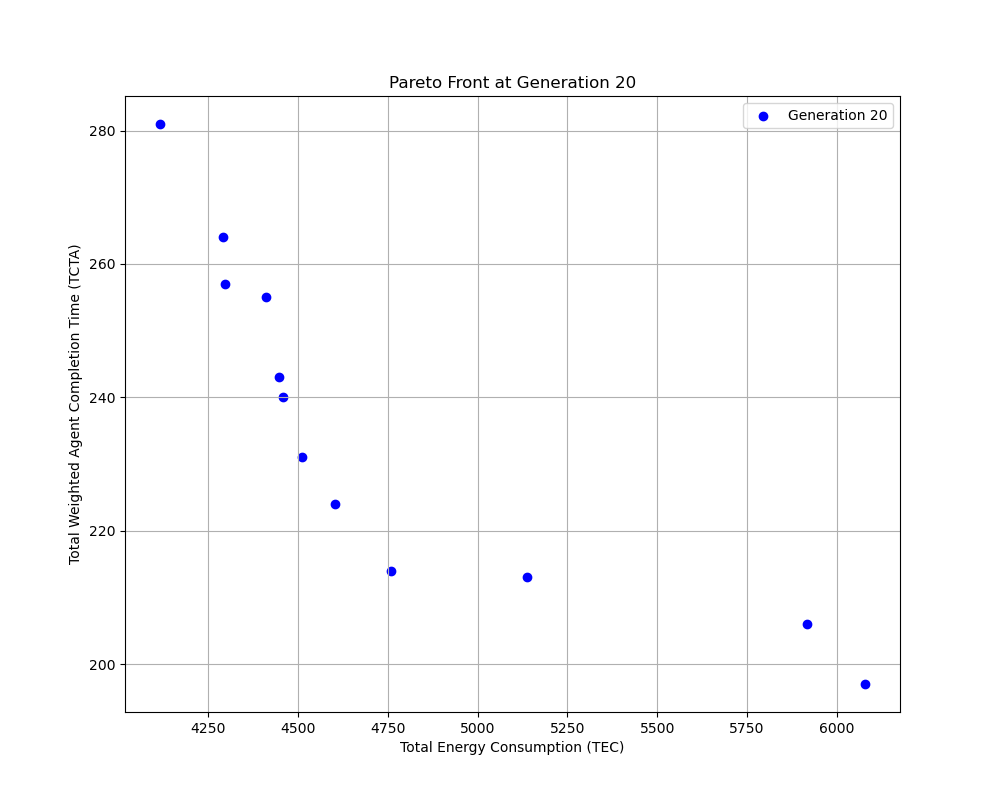 Pareto Front at Generation 20
Generation 20
Total Weighted Agent Completion Time (TCTA)
280
260
240
220
200
4250 4500 4750 5000 5250 5500 5750 6000
Total Energy Consumption (TEC)